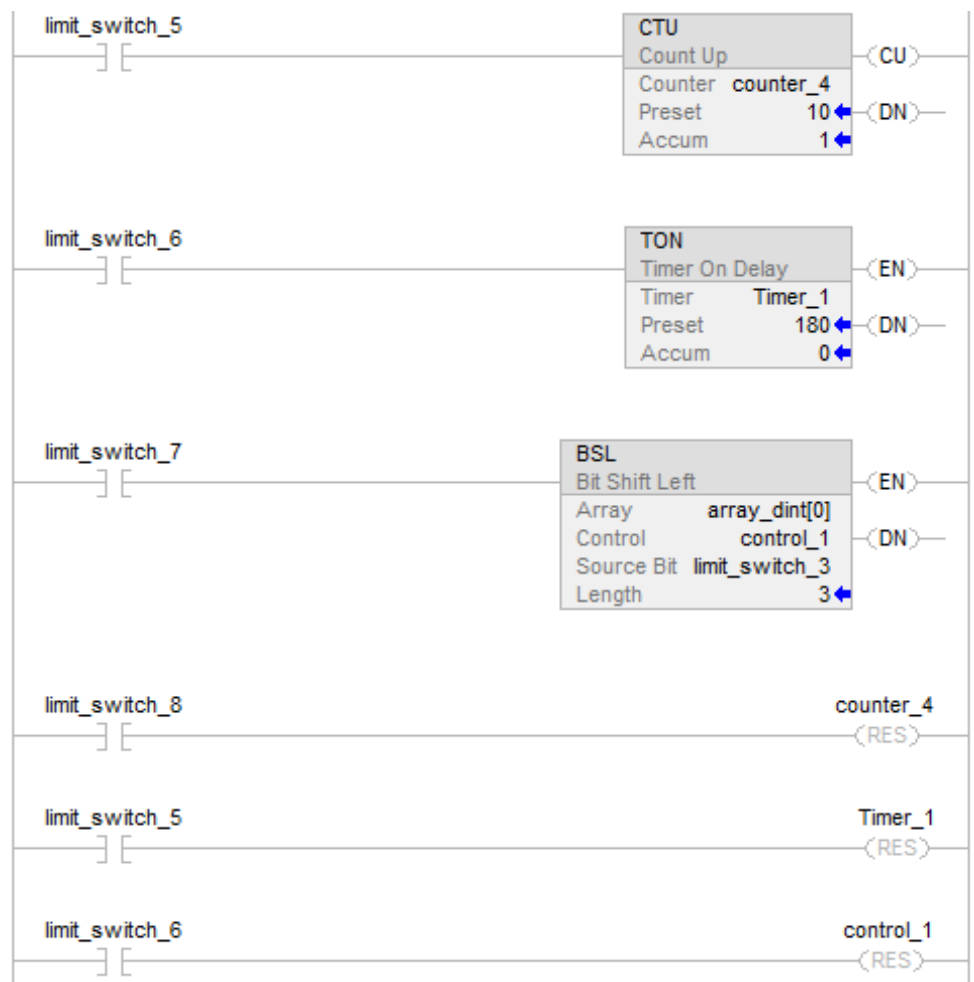 limit_switch_5
CTU
Count Up
CU
Counter counter_4
Preset 10
DN
Accum 1
limit_switch_6
TON
Timer On Delay
EN
Timer Timer_1
Preset 180
DN
Accum 0
limit_switch_7
BSL
Bit Shift Left
EN
Array array_dint[0]
Control control_1
DN
Source Bit limit_switch_3
Length 3
limit_switch_8
counter_4
RES
limit_switch_5
Timer_1
RES
limit_switch_6
control_1
RES